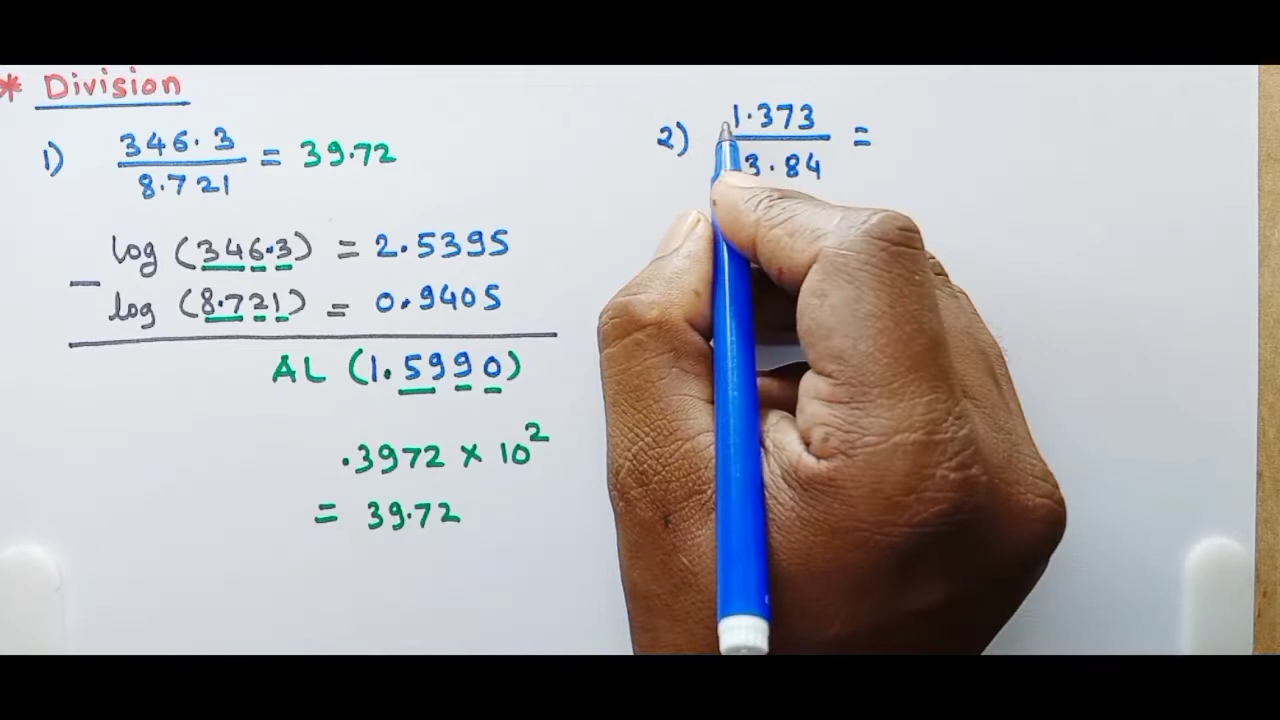 * Division
1) 346.3 / 8.721 = 39.72
log (346.3) = 2.5395
– log (8.721) = 0.9405
AL (1.5990)
.3972 × 10²
= 39.72
2) 1.373 / 3.84 =